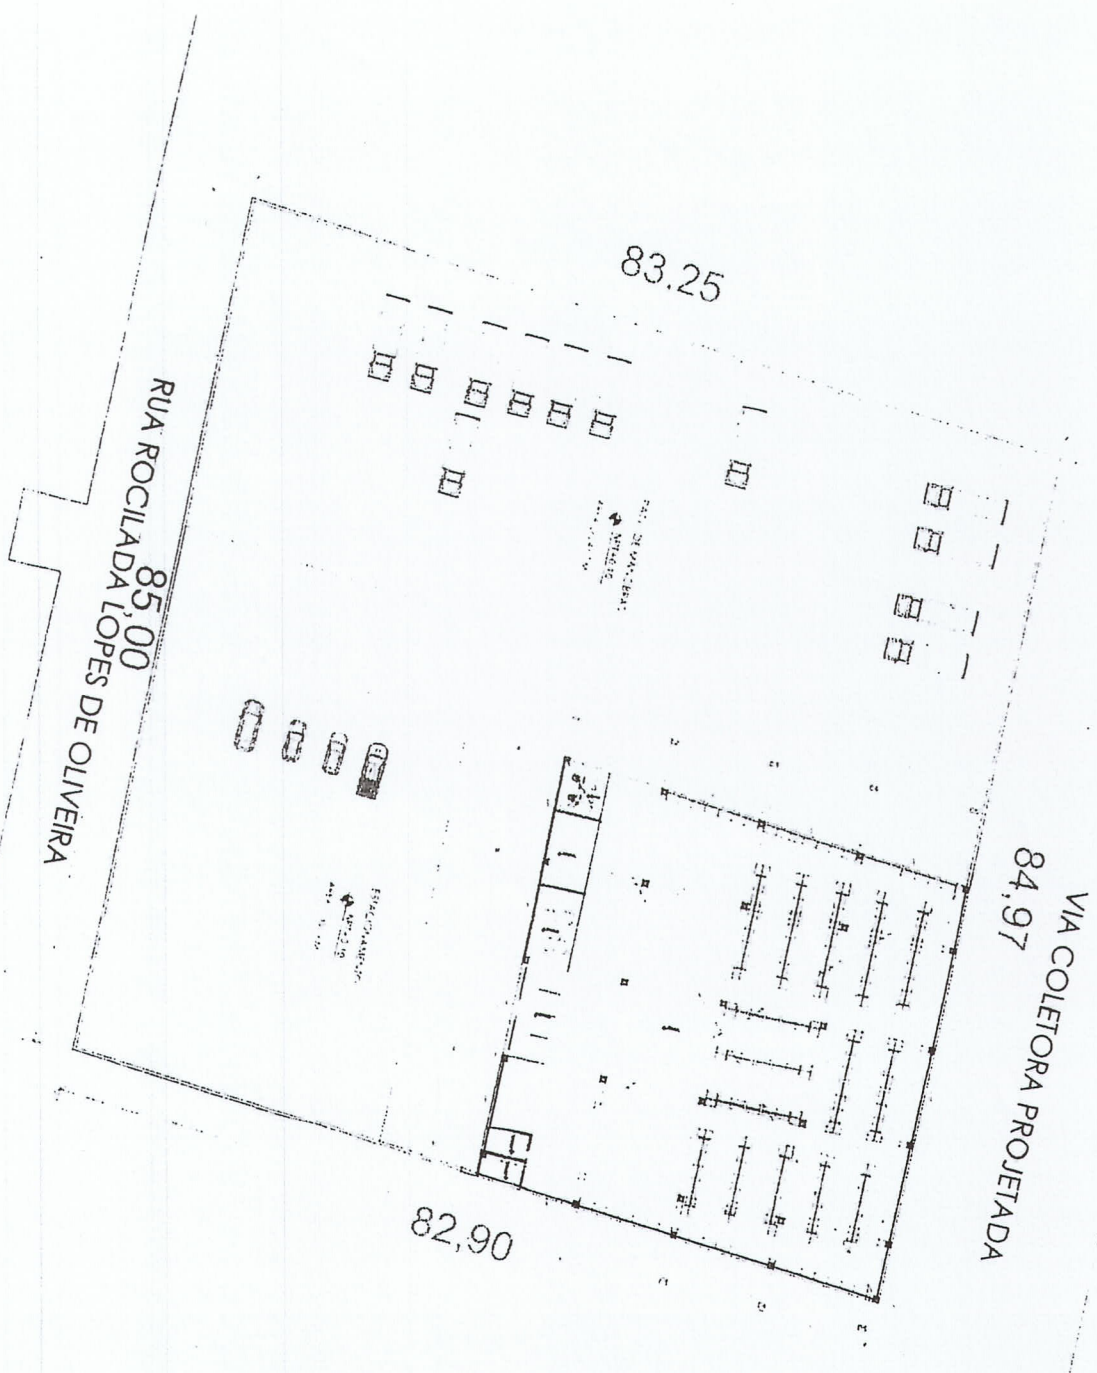 83.25
VIA COLETORA PROJETADA
84,97
85,00
RUA ROCILADA LOPES DE OLIVEIRA
82,90